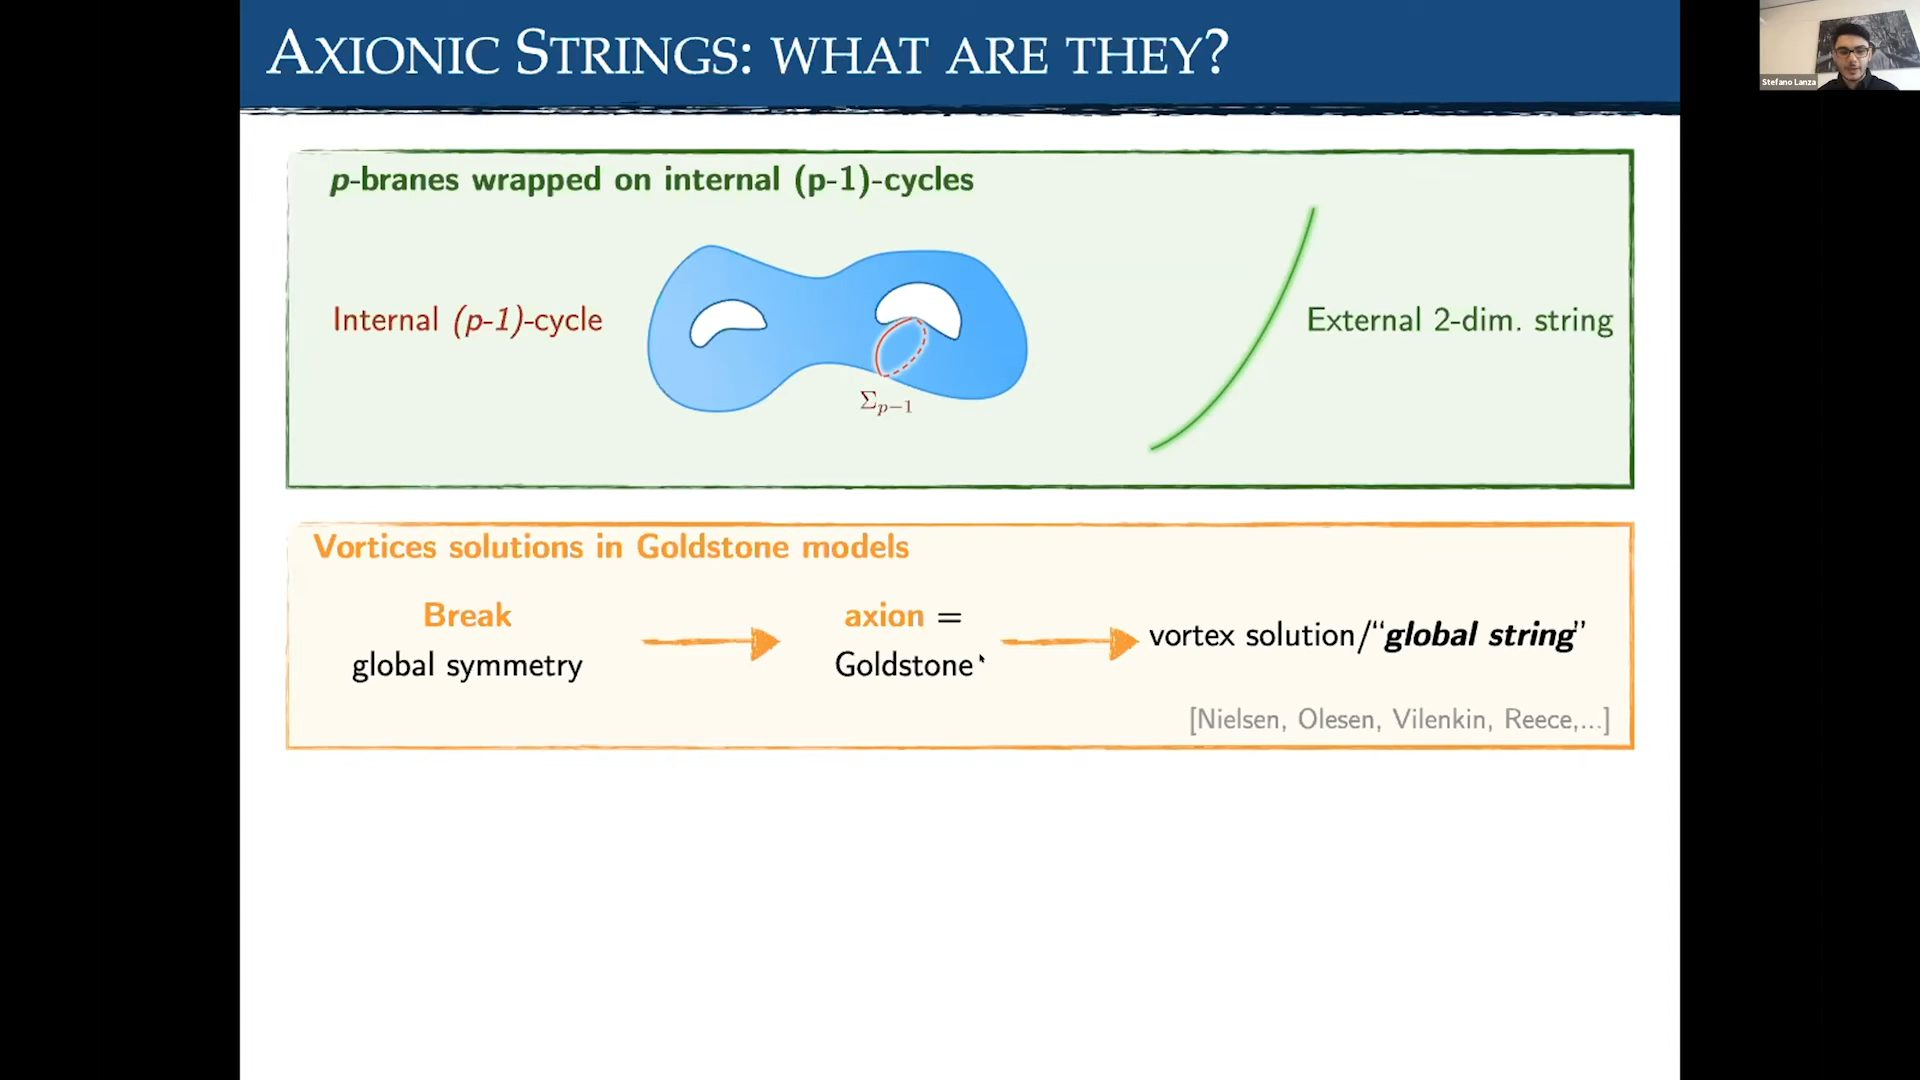 AXIONIC STRINGS: WHAT ARE THEY?
Stefano Lanza
p-branes wrapped on internal (p-1)-cycles
Internal (p-1)-cycle
External 2-dim. string
Σp−1
Vortices solutions in Goldstone models
Break
global symmetry
axion =
Goldstone
vortex solution/“global string”
[Nielsen, Olesen, Vilenkin, Reece,...]